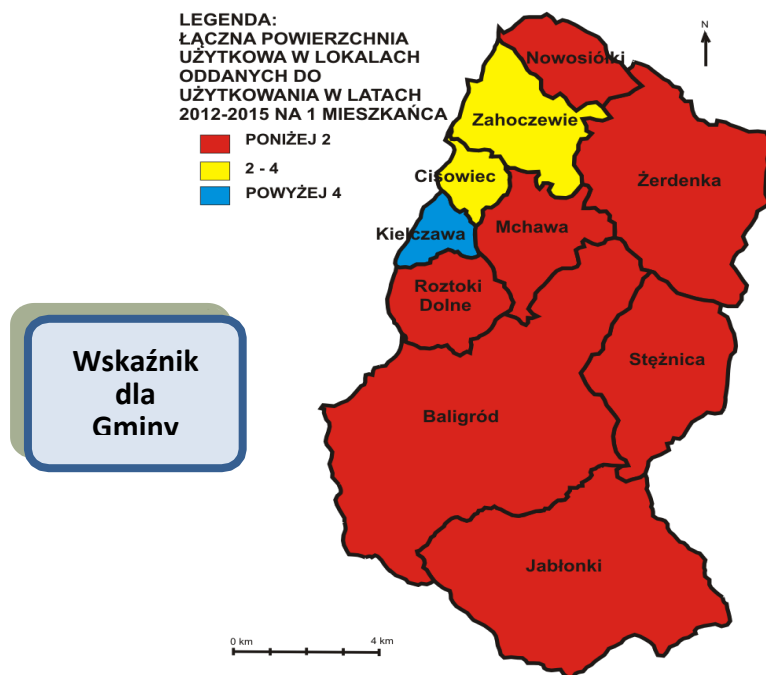 LEGENDA:
ŁĄCZNA POWIERZCHNIA
UŻYTKOWA W LOKALACH
ODDANYCH DO
UŻYTKOWANIA W LATACH
2012-2015 NA 1 MIESZKAŃCA
PONIŻEJ 2
2 - 4
POWYŻEJ 4
N
Nowosiółki
Zahoczewie
Cisowiec
Żerdenka
Kiełczawa
Mchawa
Roztoki
Dolne
Stężnica
Baligród
Jabłonki
Wskaźnik
dla
Gminy
0 km
4 km